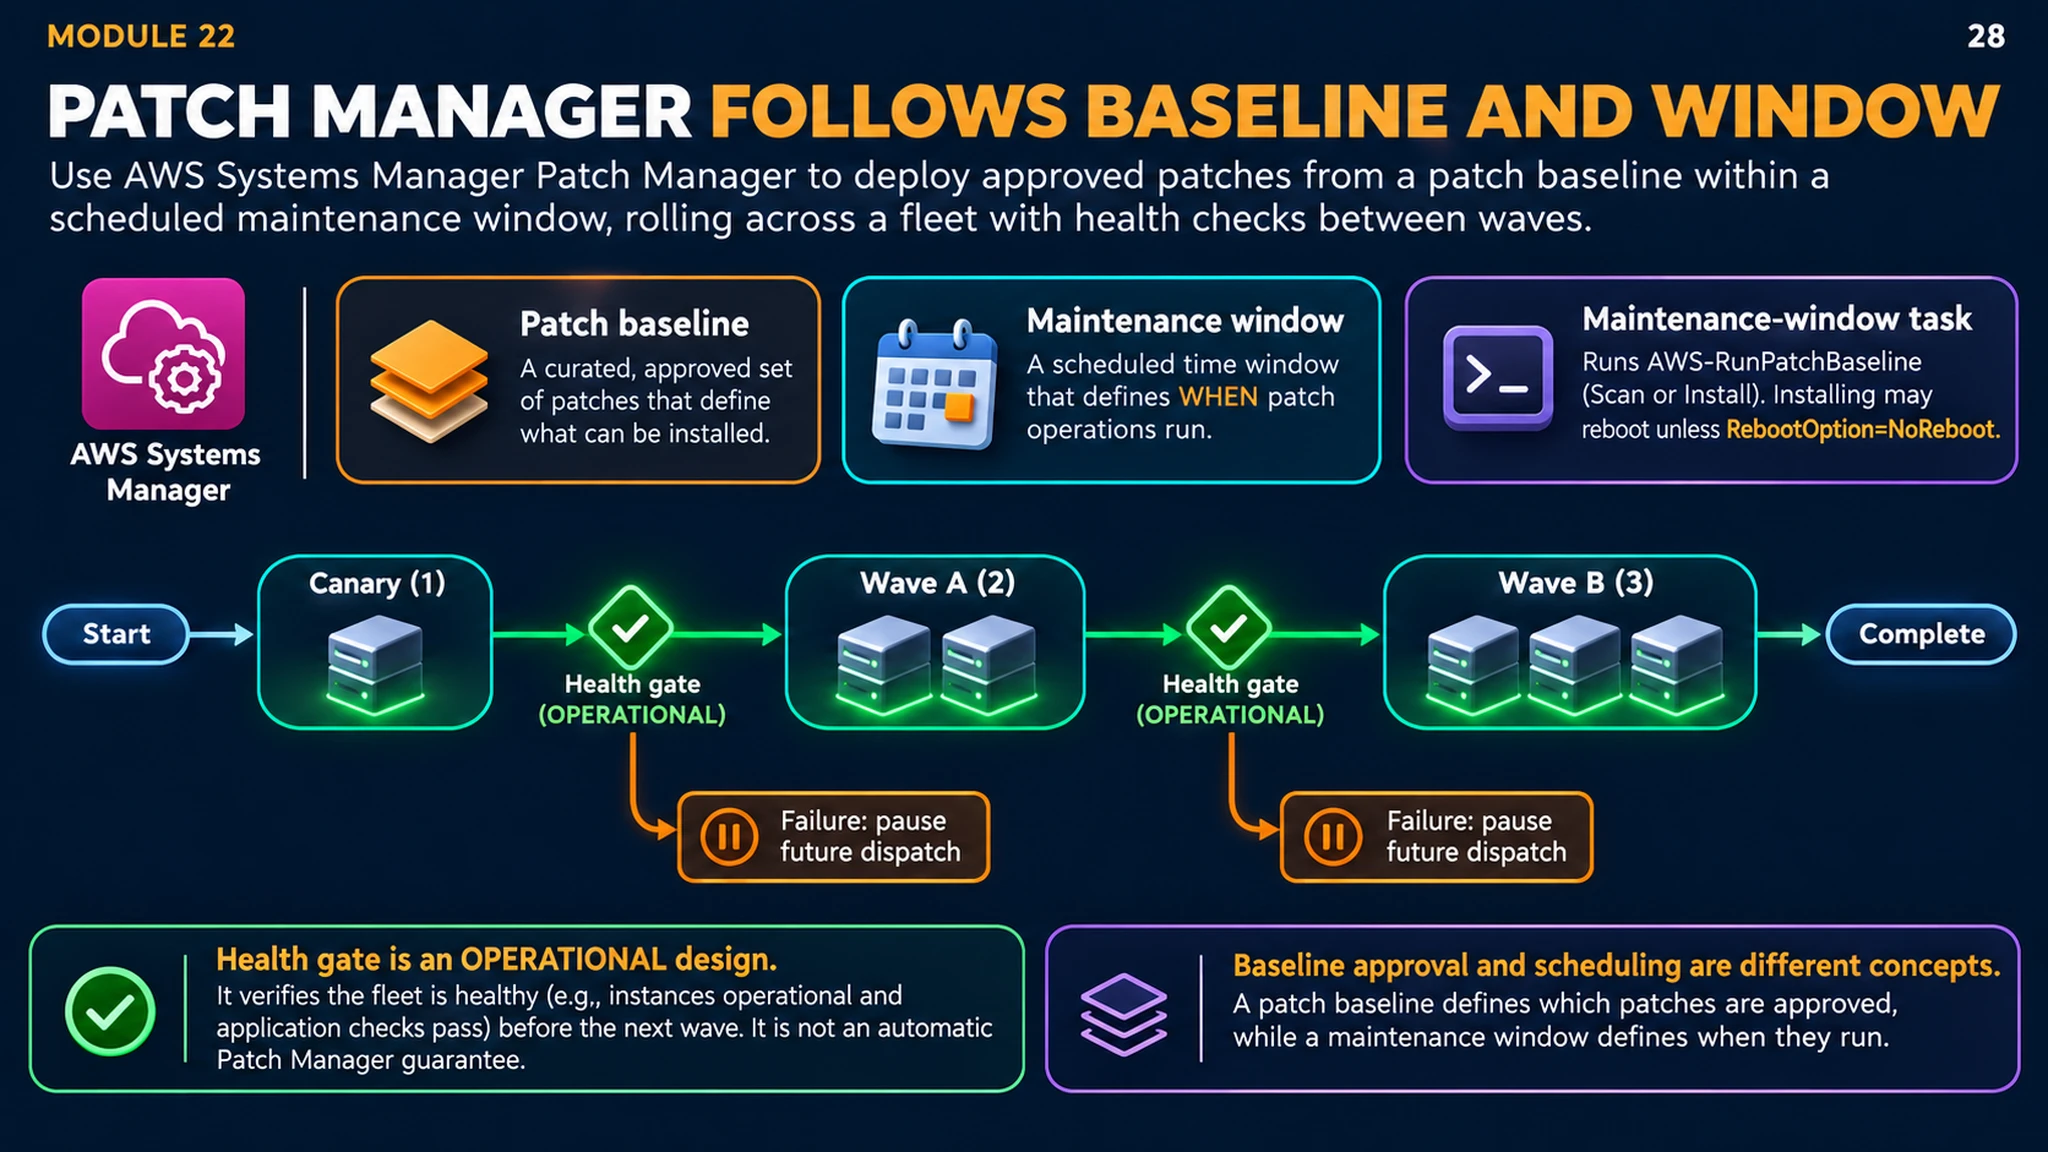 MODULE 22
28
PATCH MANAGER FOLLOWS BASELINE AND WINDOW
Use AWS Systems Manager Patch Manager to deploy approved patches from a patch baseline within a
scheduled maintenance window, rolling across a fleet with health checks between waves.
AWS Systems
Manager
Patch baseline
A curated, approved set
of patches that define
what can be installed.
Maintenance window
A scheduled time window
that defines WHEN patch
operations run.
Maintenance-window task
Runs AWS-RunPatchBaseline
(Scan or Install). Installing may
reboot unless RebootOption=NoReboot.
Start
Canary (1)
Health gate
(OPERATIONAL)
Wave A (2)
Health gate
(OPERATIONAL)
Wave B (3)
Complete
Failure: pause
future dispatch
Failure: pause
future dispatch
Health gate is an OPERATIONAL design.
It verifies the fleet is healthy (e.g., instances operational and
application checks pass) before the next wave. It is not an automatic
Patch Manager guarantee.
Baseline approval and scheduling are different concepts.
A patch baseline defines which patches are approved,
while a maintenance window defines when they run.